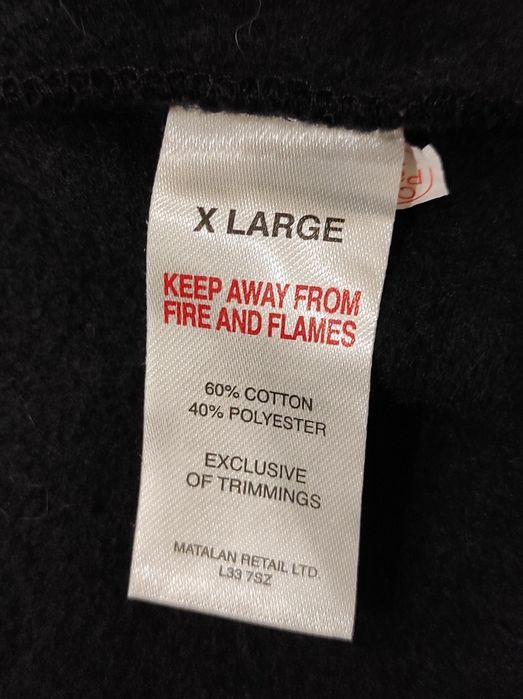 X LARGE
KEEP AWAY FROM
FIRE AND FLAMES
60% COTTON
40% POLYESTER
EXCLUSIVE
OF TRIMMINGS
MATALAN RETAIL LTD.
L33 7SZ